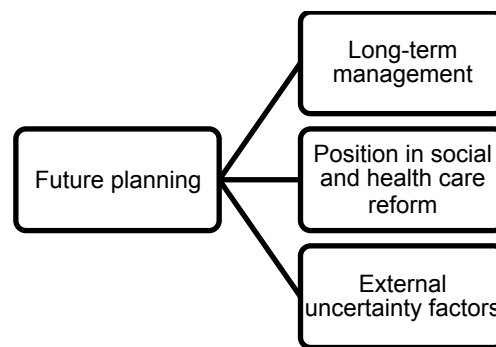 Long-term
management
Future planning
Position in social
and health care
reform
External
uncertainty factors